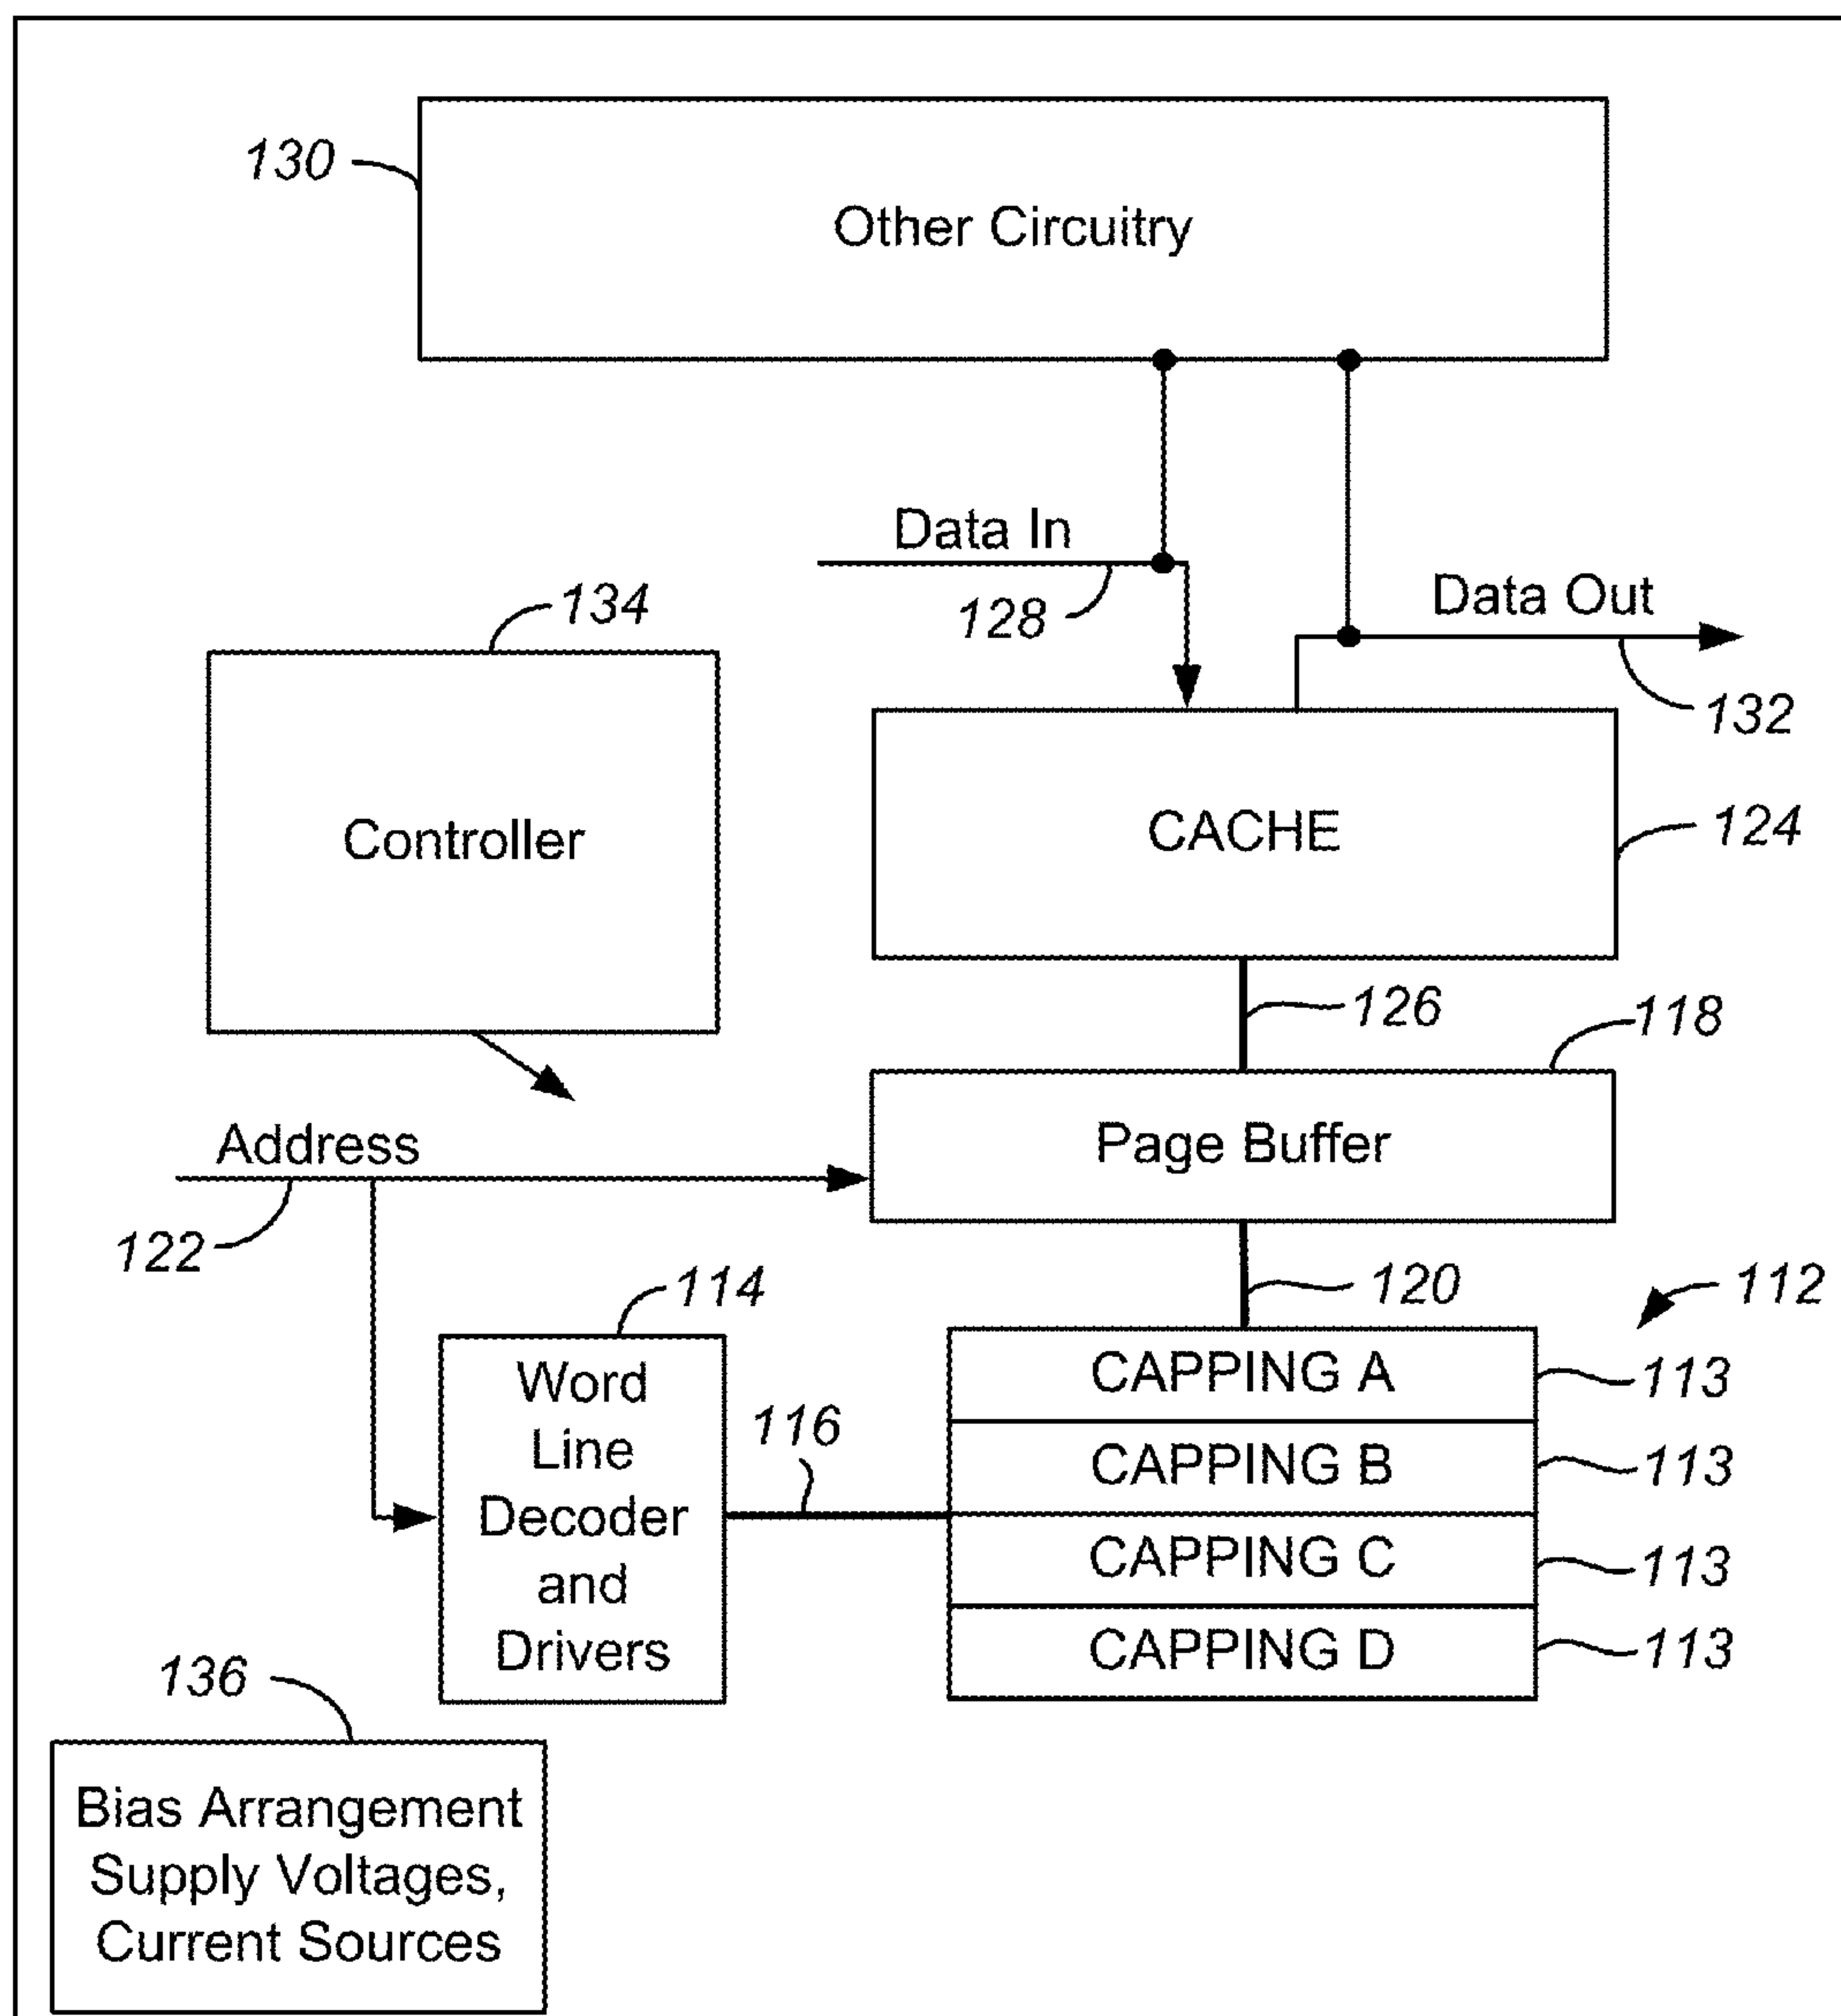 130
Other Circuitry
Data In
128
134
Data Out
132
Controller
CACHE
124
126
118
Address
Page Buffer
122
114
120
112
Word
Line
Decoder
and
Drivers
116
CAPPING A
113
CAPPING B
113
CAPPING C
113
CAPPING D
113
136
Bias Arrangement
Supply Voltages,
Current Sources